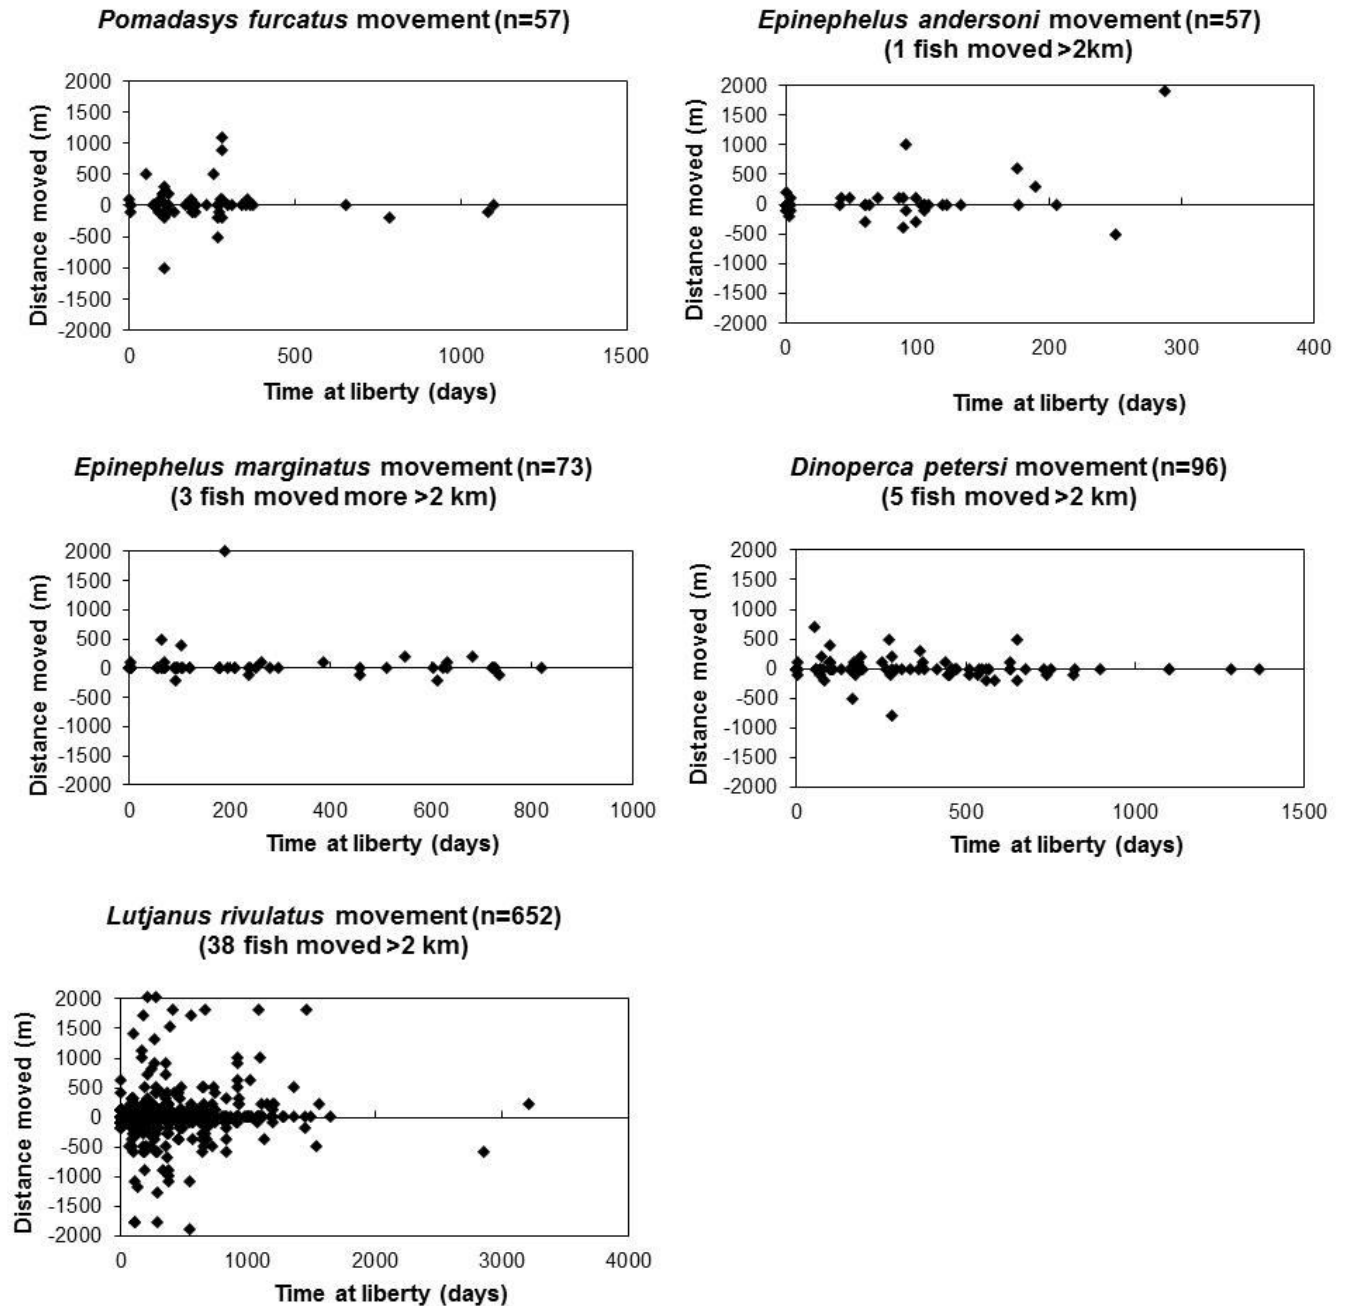 Pomadasys furcatus movement (n=57)
2000
1500
1000
500
0
-500
-1000
-1500
-2000
0 500 1000 1500
Distance moved (m)
Time at liberty (days)
Epinephelus andersoni movement (n=57)
(1 fish moved >2km)
2000
1500
1000
500
0
-500
-1000
-1500
-2000
0 100 200 300 400
Distance moved (m)
Time at liberty (days)
Epinephelus marginatus movement (n=73)
(3 fish moved more >2 km)
2000
1500
1000
500
0
-500
-1000
-1500
-2000
0 200 400 600 800 1000
Distance moved (m)
Time at liberty (days)
Dinoperca petersi movement (n=96)
(5 fish moved >2 km)
2000
1500
1000
500
0
-500
-1000
-1500
-2000
0 500 1000 1500
Distance moved (m)
Time at liberty (days)
Lutjanus rivulatus movement (n=652)
(38 fish moved >2 km)
2000
1500
1000
500
0
-500
-1000
-1500
-2000
0 1000 2000 3000 4000
Distance moved (m)
Time at liberty (days)